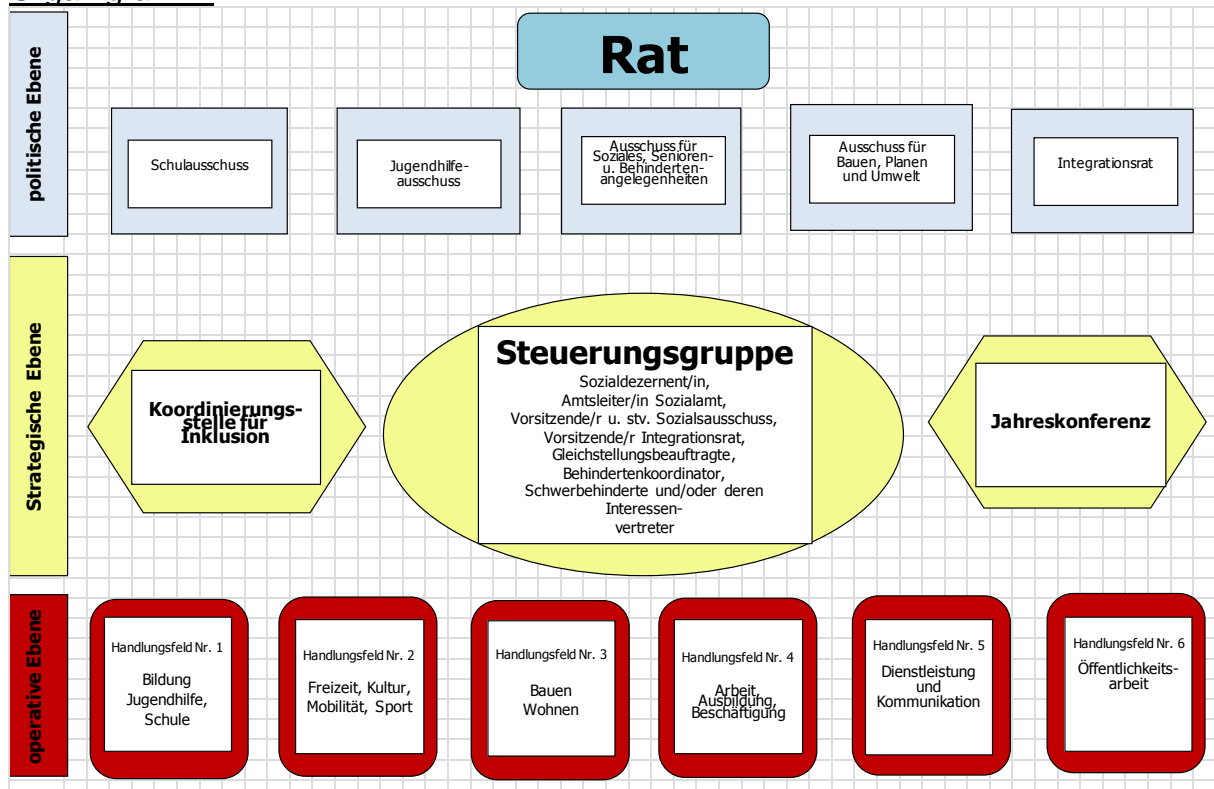 politische Ebene
Rat
Schulausschuss
Jugendhilfe-
ausschuss
Ausschuss für
Soziales, Senioren-
u. Behinderten-
angelegenheiten
Ausschuss für
Bauen, Planen
und Umwelt
Integrationsrat
Strategische Ebene
Koordinierungs-
stelle für
Inklusion
Steuerungsgruppe
Sozialdezernent/in,
Amtsleiter/in Sozialamt,
Vorsitzende/r u. stv. Sozialsausschuss,
Vorsitzende/r Integrationsrat,
Gleichstellungsbeauftragte,
Behindertenkoordinator,
Schwerbehinderte und/oder deren
Interessen-
vertreter
Jahreskonferenz
operative Ebene
Handlungsfeld Nr. 1
Bildung
Jugendhilfe,
Schule
Handlungsfeld Nr. 2
Freizeit, Kultur,
Mobilität, Sport
Handlungsfeld Nr. 3
Bauen
Wohnen
Handlungsfeld Nr. 4
Arbeit,
Ausbildung,
Beschäftigung
Handlungsfeld Nr. 5
Dienstleistung
und
Kommunikation
Handlungsfeld Nr. 6
Öffentlichkeits-
arbeit